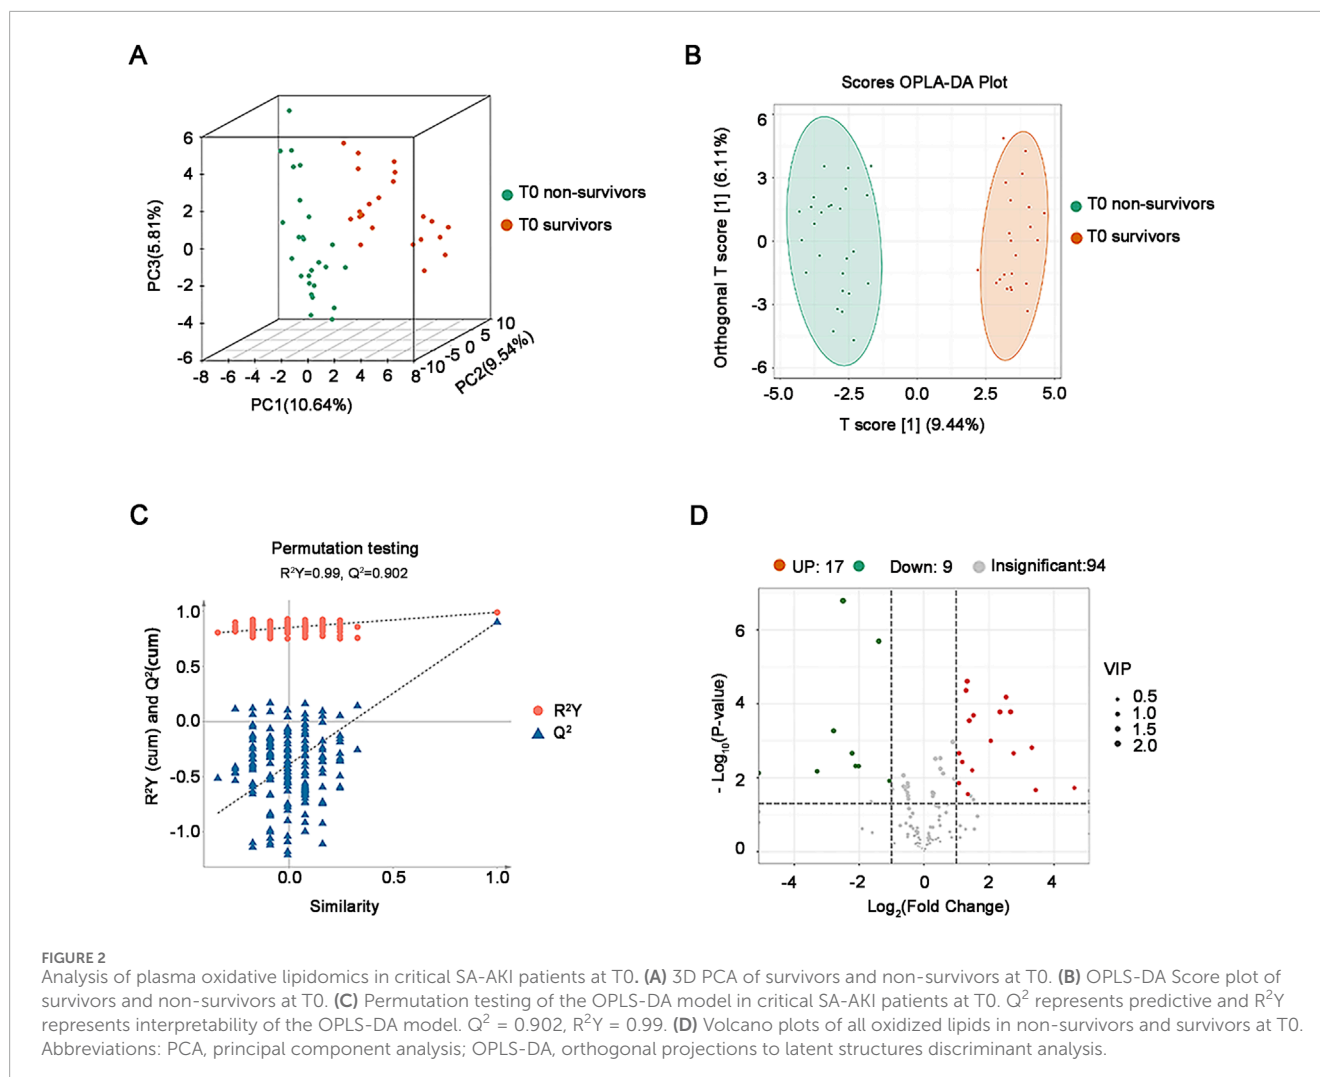 A
6
4
2
0
-2
-4
-6
PC3(5.81%)
-8 -6 -4 -2 0 2 4 6 8
-10 -5 0 5 10
PC1(10.64%)
PC2(9.54%)
T0 non-survivors
T0 survivors
B
Scores OPLA-DA Plot
6
3
0
-3
-6
Orthogonal T score [1] (6.11%)
-5.0 -2.5 0.0 2.5 5.0
T score [1] (9.44%)
T0 non-survivors
T0 survivors
C
Permutation testing
R²Y=0.99, Q²=0.902
1.0
0.5
0.0
-0.5
-1.0
R²Y (cum) and Q²(cum)
0.0 0.5 1.0
Similarity
R²Y
Q²
D
UP: 17 Down: 9 Insignificant:94
6
4
2
0
- Log₁₀(P-value)
-4 -2 0 2 4
Log₂(Fold Change)
VIP
0.5
1.0
1.5
2.0
FIGURE 2
Analysis of plasma oxidative lipidomics in critical SA-AKI patients at T0. (A) 3D PCA of survivors and non-survivors at T0. (B) OPLS-DA Score plot of
survivors and non-survivors at T0. (C) Permutation testing of the OPLS-DA model in critical SA-AKI patients at T0. Q² represents predictive and R²Y
represents interpretability of the OPLS-DA model. Q² = 0.902, R²Y = 0.99. (D) Volcano plots of all oxidized lipids in non-survivors and survivors at T0.
Abbreviations: PCA, principal component analysis; OPLS-DA, orthogonal projections to latent structures discriminant analysis.